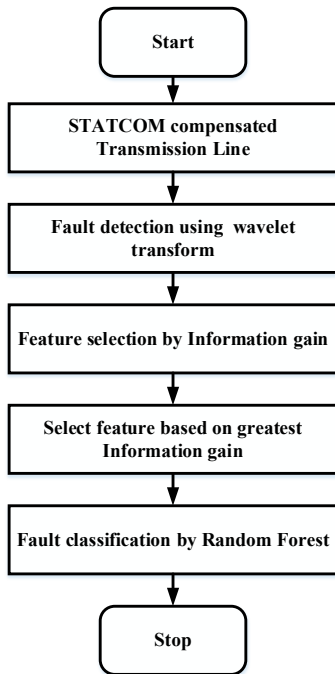 Start
STATCOM compensated
Transmission Line
Fault detection using wavelet
transform
Feature selection by Information gain
Select feature based on greatest
Information gain
Fault classification by Random Forest
Stop